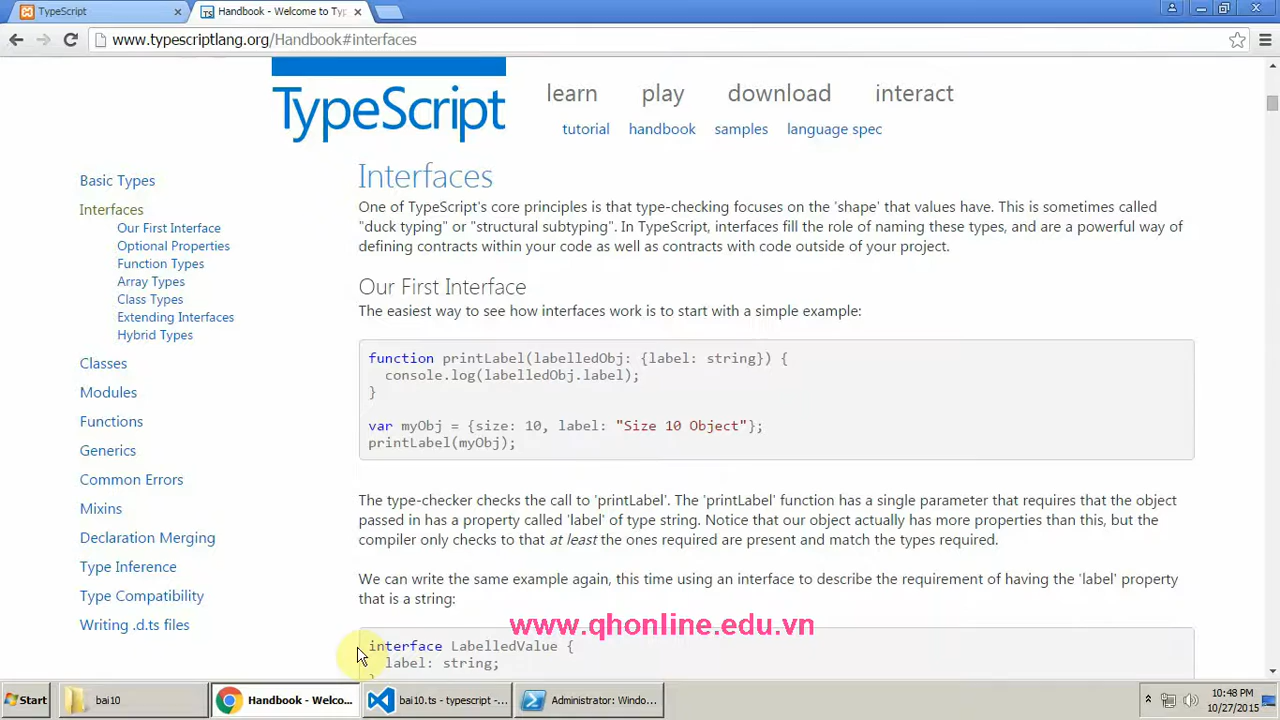 TypeScript
Handbook - Welcome to Typ
www.typescriptlang.org/Handbook#interfaces
TypeScript
learn play download interact
tutorial handbook samples language spec
Basic Types
Interfaces
Our First Interface
Optional Properties
Function Types
Array Types
Class Types
Extending Interfaces
Hybrid Types
Classes
Modules
Functions
Generics
Common Errors
Mixins
Declaration Merging
Type Inference
Type Compatibility
Writing .d.ts files
Interfaces
One of TypeScript's core principles is that type-checking focuses on the 'shape' that values have. This is sometimes called
"duck typing" or "structural subtyping". In TypeScript, interfaces fill the role of naming these types, and are a powerful way of
defining contracts within your code as well as contracts with code outside of your project.
Our First Interface
The easiest way to see how interfaces work is to start with a simple example:
function printLabel(labelledObj: {label: string}) {
console.log(labelledObj.label);
}
var myObj = {size: 10, label: "Size 10 Object"};
printLabel(myObj);
The type-checker checks the call to 'printLabel'. The 'printLabel' function has a single parameter that requires that the object
passed in has a property called 'label' of type string. Notice that our object actually has more properties than this, but the
compiler only checks to that at least the ones required are present and match the types required.
We can write the same example again, this time using an interface to describe the requirement of having the 'label' property
that is a string:
www.qhonline.edu.vn
interface LabelledValue {
label: string;
Start
bai10
Handbook - Welco...
bai10.ts - typescript -...
Administrator: Windo...
10:48 PM
10/27/2015